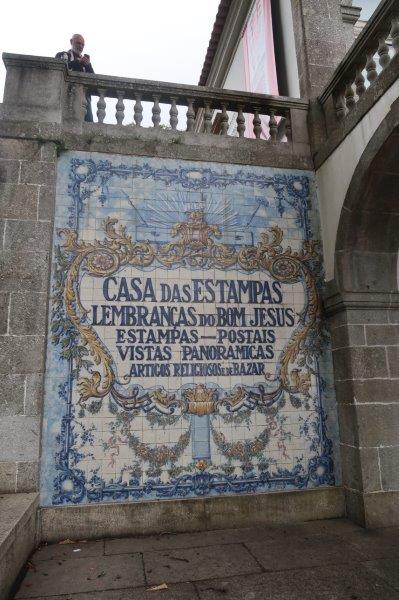 CASA DAS ESTAMPAS
LEMBRANÇAS DO BOM JESUS
ESTAMPAS—POSTAIS
VISTAS PANORAMICAS
ARTIGOS RELIGIOSOS E DE BAZAR